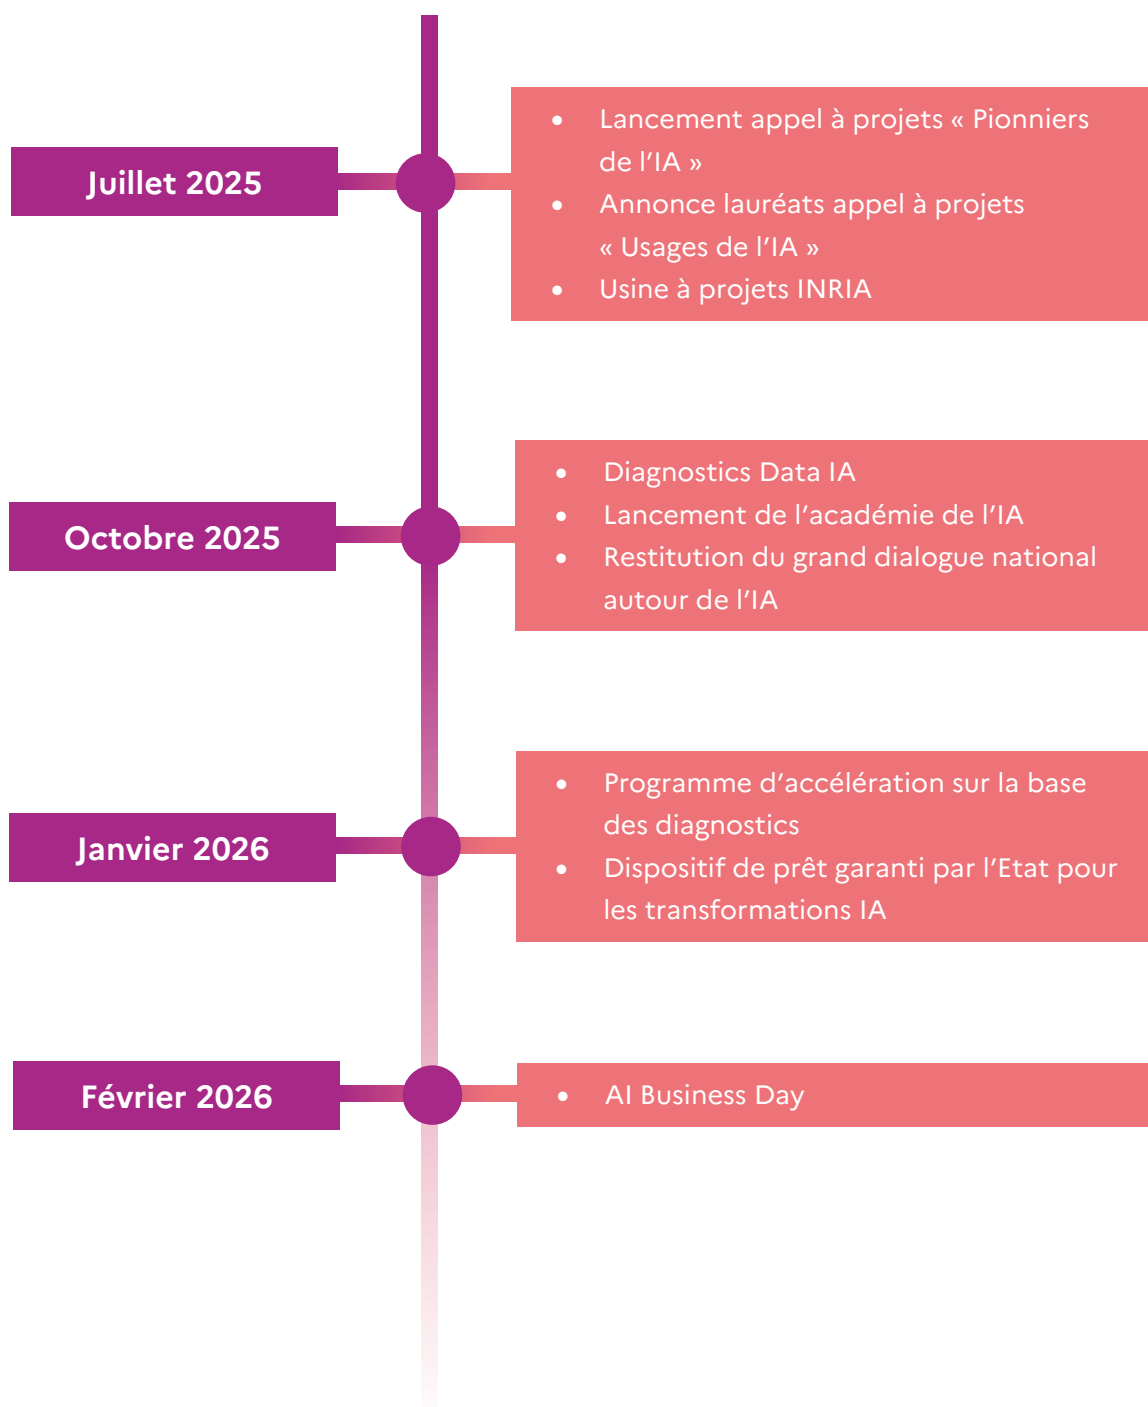 Juillet 2025
• Lancement appel à projets « Pionniers
de l’IA »
• Annonce lauréats appel à projets
« Usages de l’IA »
• Usine à projets INRIA
Octobre 2025
• Diagnostics Data IA
• Lancement de l’académie de l’IA
• Restitution du grand dialogue national
autour de l’IA
Janvier 2026
• Programme d’accélération sur la base
des diagnostics
• Dispositif de prêt garanti par l’Etat pour
les transformations IA
Février 2026
• AI Business Day